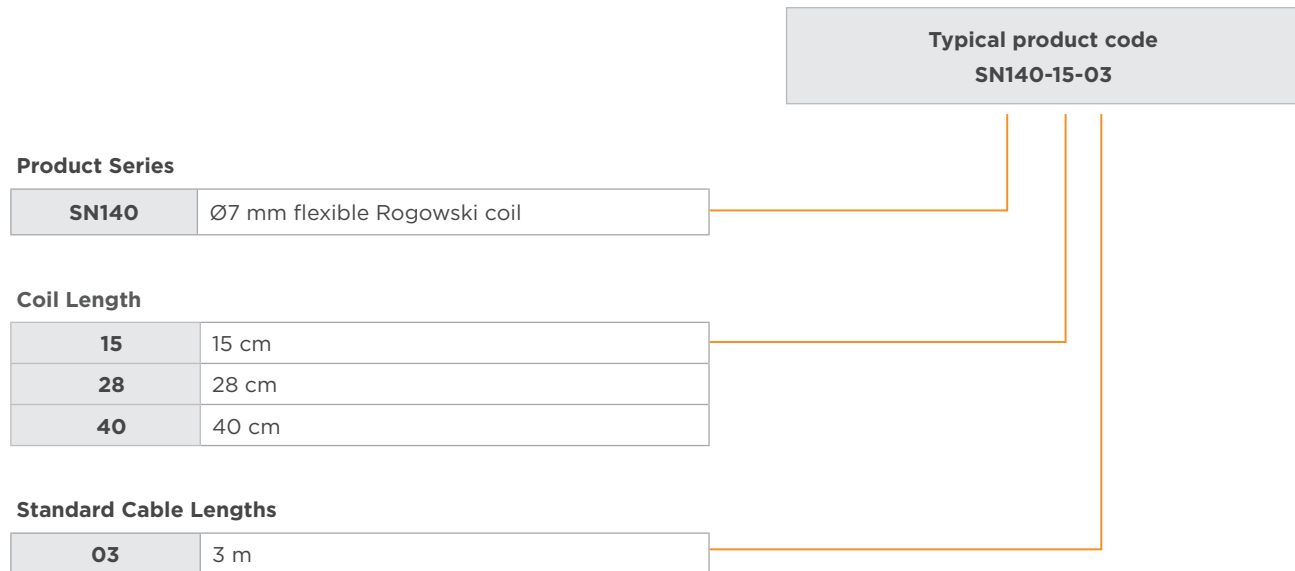 Typical product code
SN140-15-03
Product Series
SN140 Ø7 mm flexible Rogowski coil
Coil Length
15 15 cm
28 28 cm
40 40 cm
Standard Cable Lengths
03 3 m